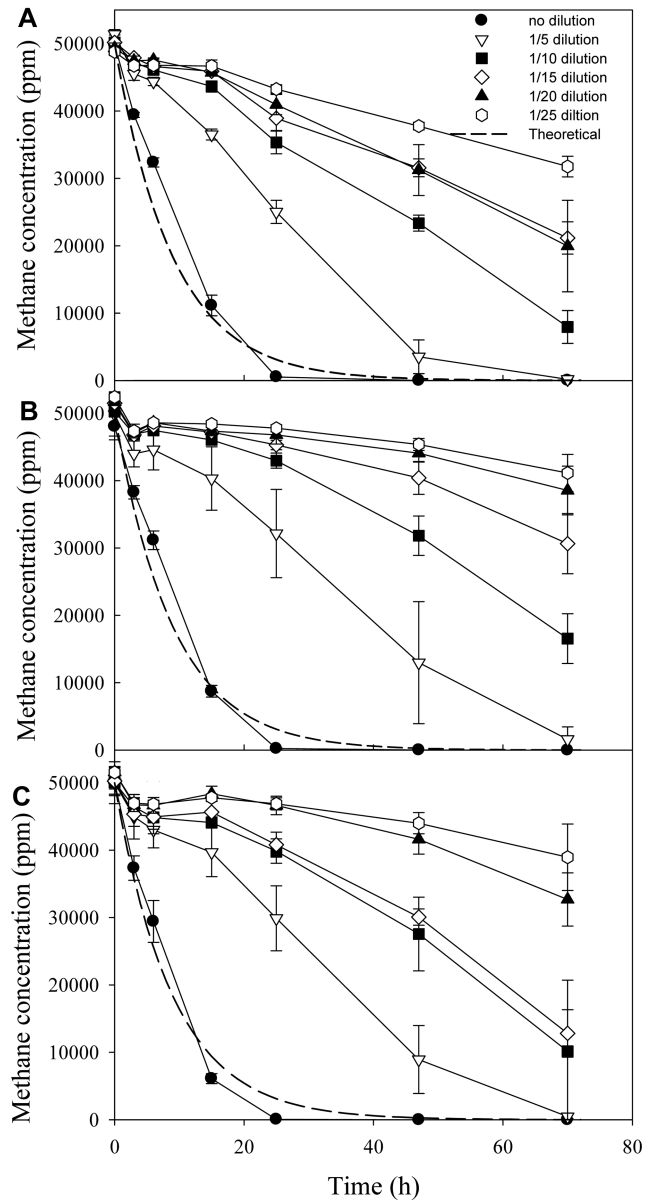 A
no dilution
1/5 dilution
1/10 dilution
1/15 dilution
1/20 dilution
1/25 diltion
Theoretical
Methane concentration (ppm)
50000
40000
30000
20000
10000
0
B
Methane concentration (ppm)
50000
40000
30000
20000
10000
0
C
Methane concentration (ppm)
50000
40000
30000
20000
10000
0
0 20 40 60 80
Time (h)